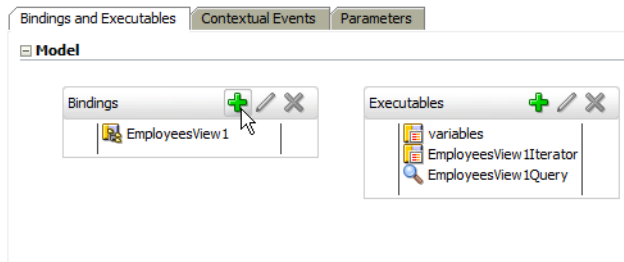 Bindings and Executables Contextual Events Parameters
Model
Bindings Executables
EmployeesView1
variables
EmployeesView1Iterator
EmployeesView1Query